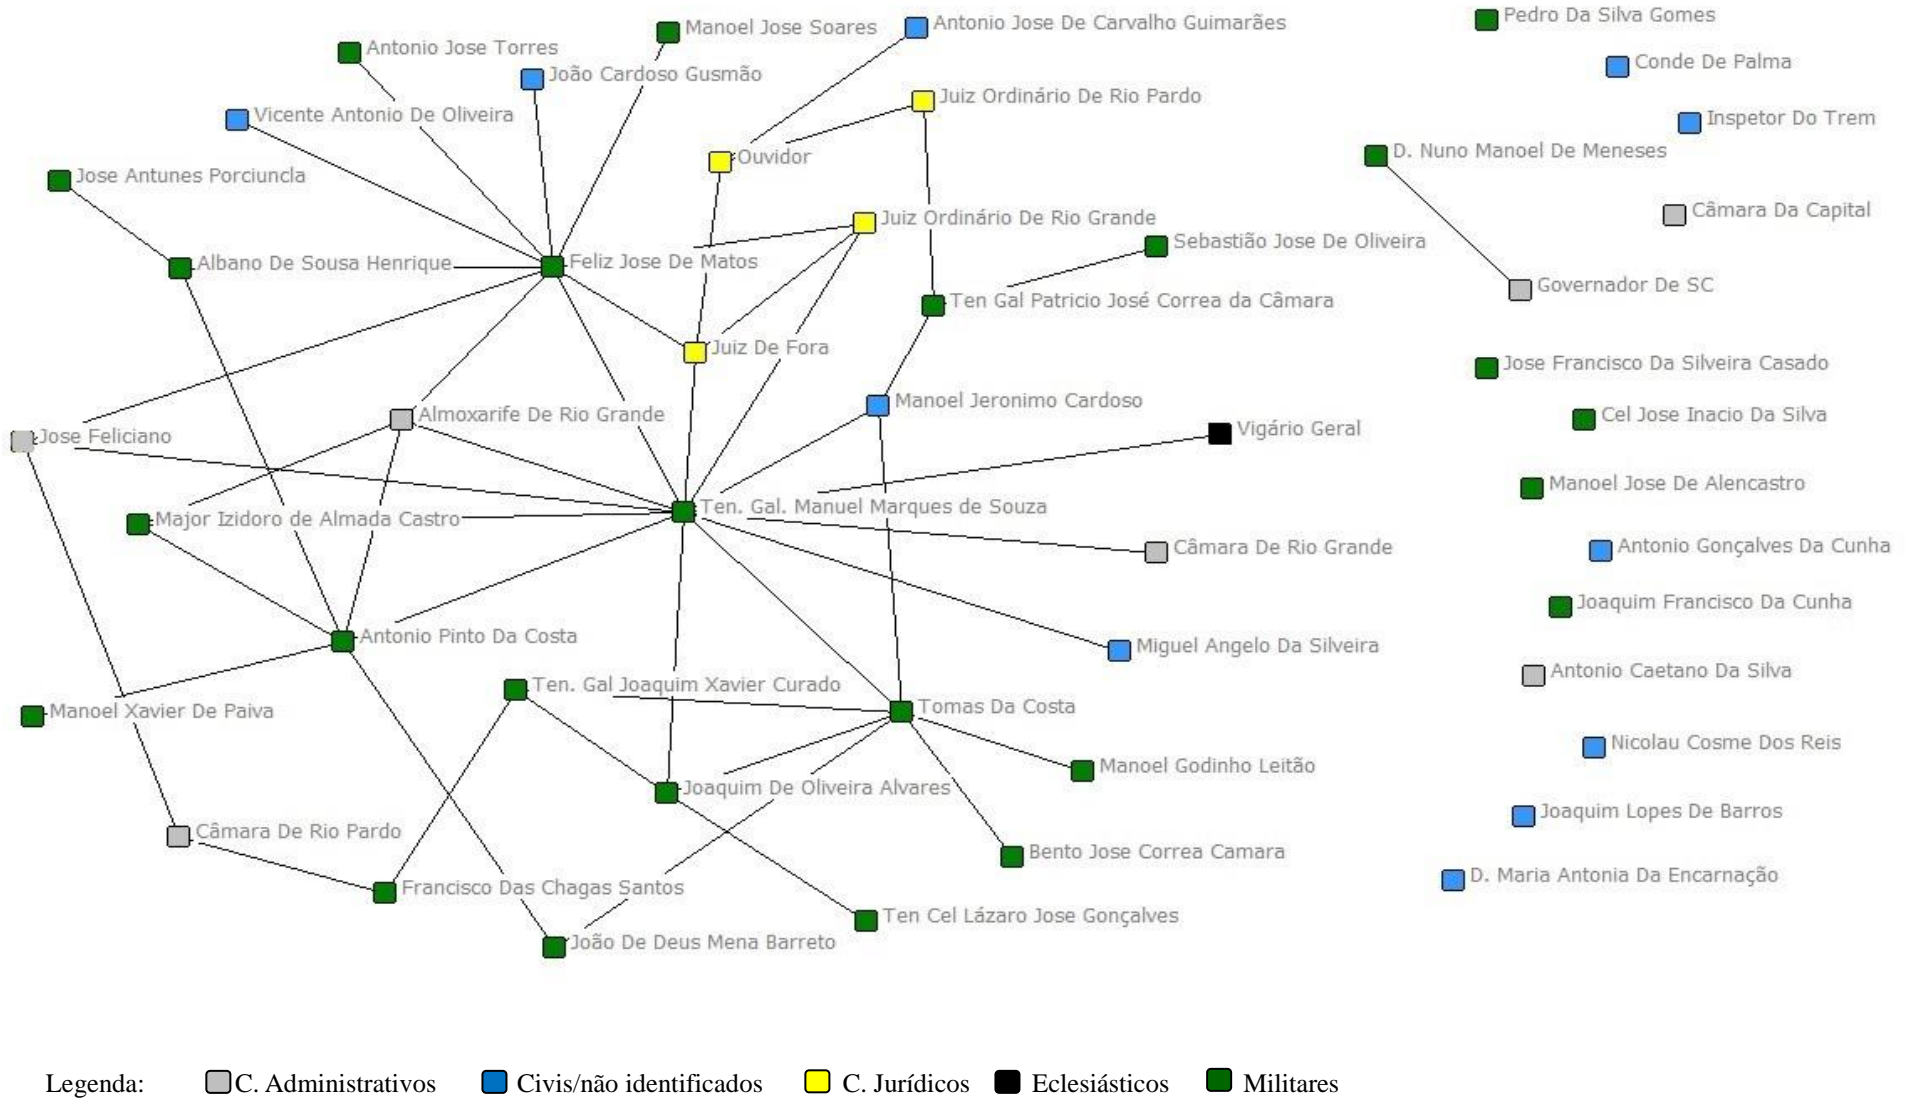 Pedro Da Silva Gomes
Antonio Jose De Carvalho Guimarães
Manoel Jose Soares
Antonio Jose Torres
Conde De Palma
João Cardoso Gusmão
Juiz Ordinário De Rio Pardo
Vicente Antonio De Oliveira
Inspetor Do Trem
D. Nuno Manoel De Meneses
Ouvidor
Jose Antunes Porciuncla
Câmara Da Capital
Juiz Ordinário De Rio Grande
Sebastião Jose De Oliveira
Albano De Sousa Henrique
Feliz Jose De Matos
Governador De SC
Ten Gal Patricio José Correa da Câmara
Juiz De Fora
Jose Francisco Da Silveira Casado
Manoel Jeronimo Cardoso
Almoxarife De Rio Grande
Cel Jose Inacio Da Silva
Vigário Geral
Jose Feliciano
Manoel Jose De Alencastro
Ten. Gal. Manuel Marques de Souza
Major Izidoro de Almada Castro
Câmara De Rio Grande
Antonio Gonçalves Da Cunha
Joaquim Francisco Da Cunha
Antonio Pinto Da Costa
Miguel Angelo Da Silveira
Antonio Caetano Da Silva
Ten. Gal Joaquim Xavier Curado
Tomas Da Costa
Manoel Xavier De Paiva
Nicolau Cosme Dos Reis
Manoel Godinho Leitão
Joaquim De Oliveira Alvares
Joaquim Lopes De Barros
Câmara De Rio Pardo
Bento Jose Correa Camara
D. Maria Antonia Da Encarnação
Francisco Das Chagas Santos
Ten Cel Lázaro Jose Gonçalves
João De Deus Mena Barreto
Legenda: C. Administrativos Civis/não identificados C. Jurídicos Eclesiásticos Militares